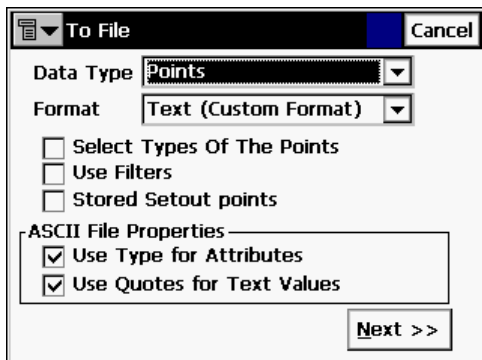 To File Cancel
Data Type Points
Format Text (Custom Format)
Select Types Of The Points
Use Filters
Stored Setout points
ASCII File Properties
Use Type for Attributes
Use Quotes for Text Values
Next >>